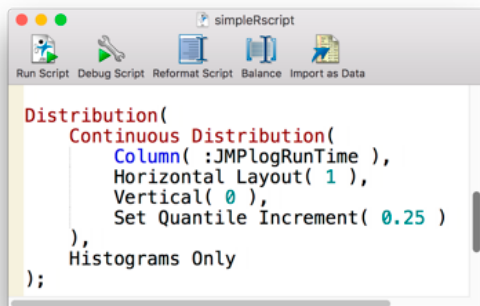 simpleRscript
Run Script Debug Script Reformat Script Balance Import as Data
Distribution(
    Continuous Distribution(
        Column( :JMPlogRunTime ),
        Horizontal Layout( 1 ),
        Vertical( 0 ),
        Set Quantile Increment( 0.25 )
    ),
    Histograms Only
);